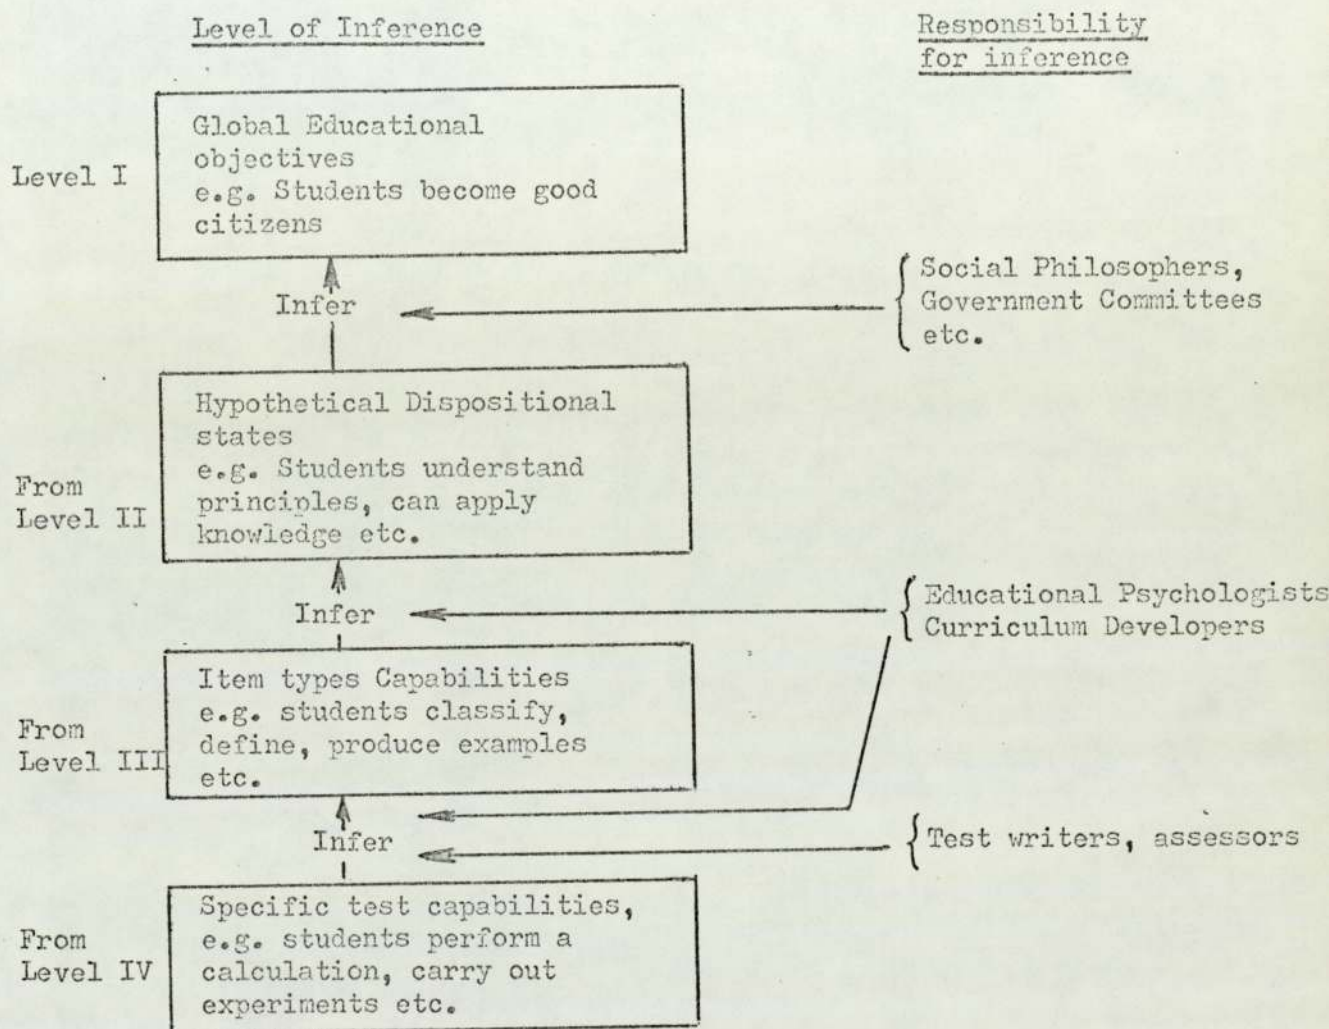 Level of Inference
Responsibility
for inference
Level I
Global Educational
objectives
e.g. Students become good
citizens
Infer
Social Philosophers,
Government Committees
etc.
From
Level II
Hypothetical Dispositional
states
e.g. Students understand
principles, can apply
knowledge etc.
Infer
Educational Psychologists
Curriculum Developers
From
Level III
Item types Capabilities
e.g. students classify,
define, produce examples
etc.
Infer
Test writers, assessors
From
Level IV
Specific test capabilities,
e.g. students perform a
calculation, carry out
experiments etc.